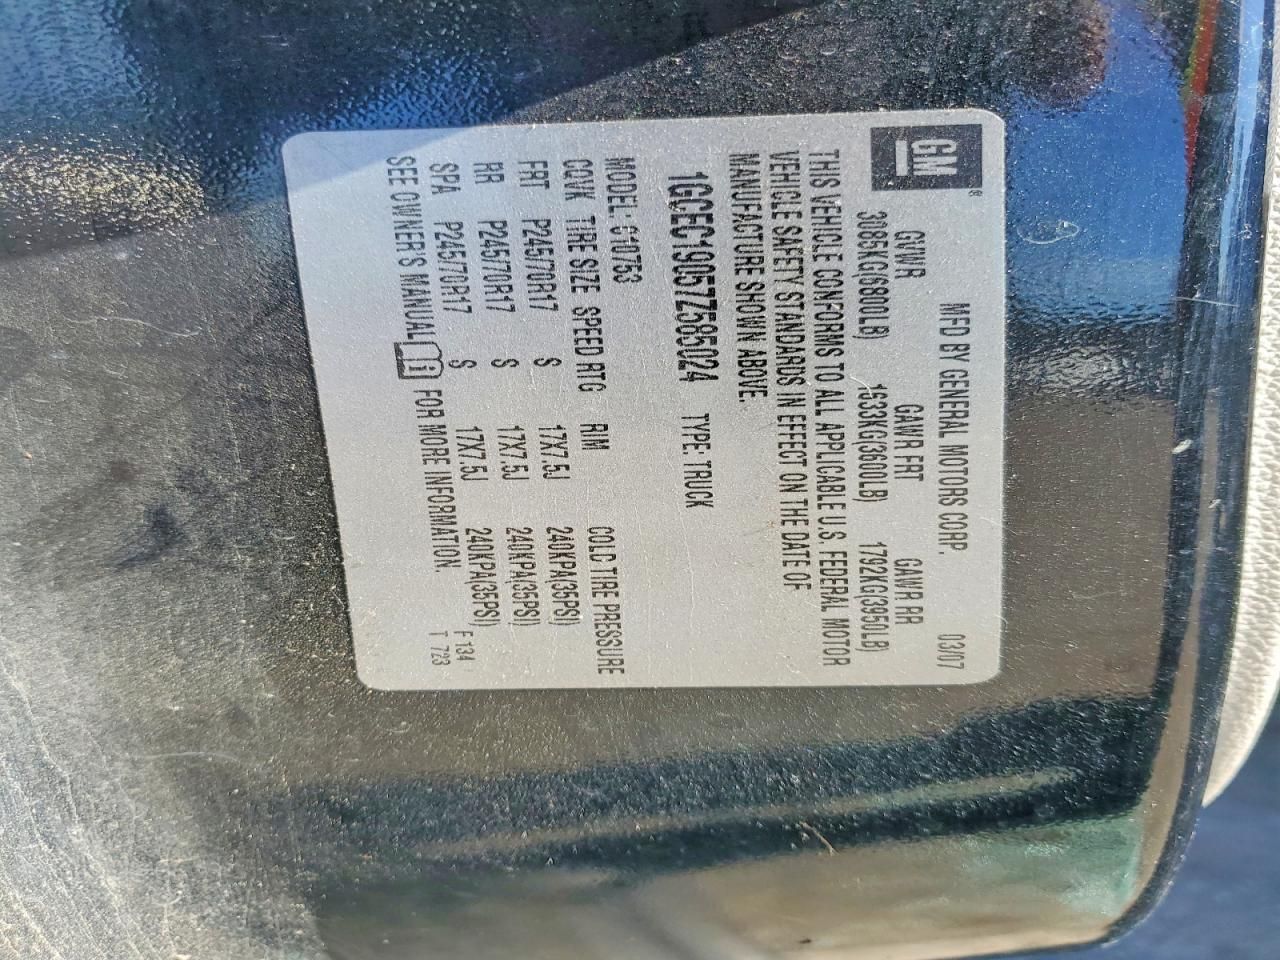 GM ®
MFD BY GENERAL MOTORS CORP. 03/07
GVWR GAWR FRT GAWR RR
3085KG(6800LB) 1633KG(3600LB) 1792KG(3950LB)
THIS VEHICLE CONFORMS TO ALL APPLICABLE U.S. FEDERAL MOTOR
VEHICLE SAFETY STANDARDS IN EFFECT ON THE DATE OF
MANUFACTURE SHOWN ABOVE.
1GCEC19057Z585024 TYPE: TRUCK
MODEL: C10753
CQVK TIRE SIZE SPEED RTG RIM COLD TIRE PRESSURE
FRT P245/70R17 S 17X7.5J 240KPA(35PSI)
RR P245/70R17 S 17X7.5J 240KPA(35PSI)
SPA P245/70R17 S 17X7.5J 240KPA(35PSI)
SEE OWNER'S MANUAL FOR MORE INFORMATION.
F 134
T 723